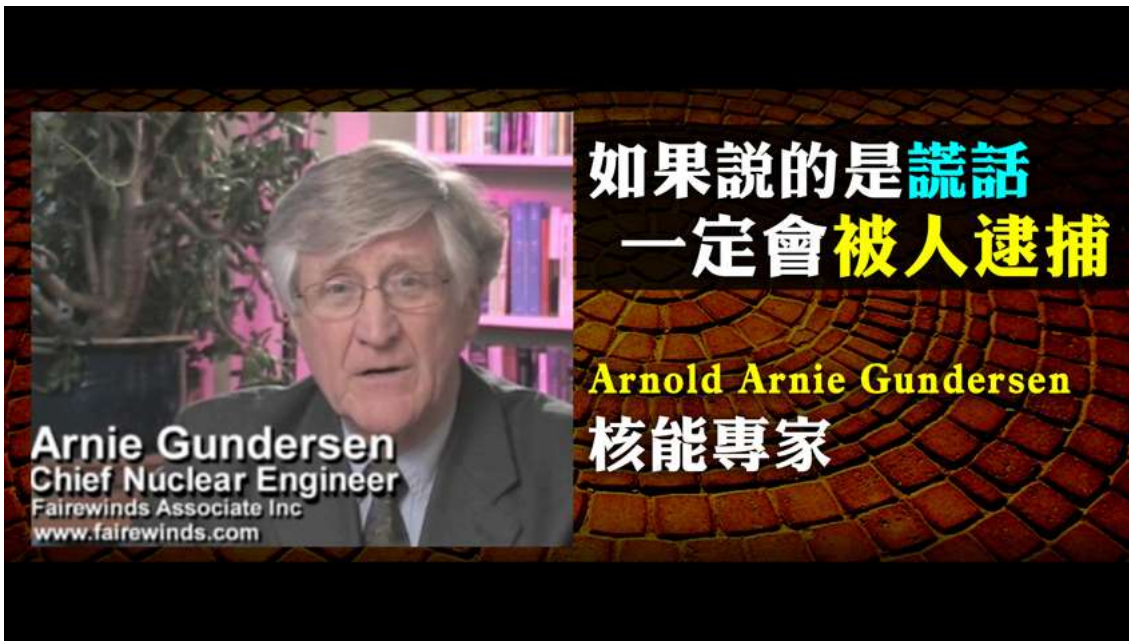 如果說的是謊話
一定會被人逮捕
Arnold Arnie Gundersen
核能專家
Arnie Gundersen
Chief Nuclear Engineer
Fairewinds Associate Inc
www.fairewinds.com